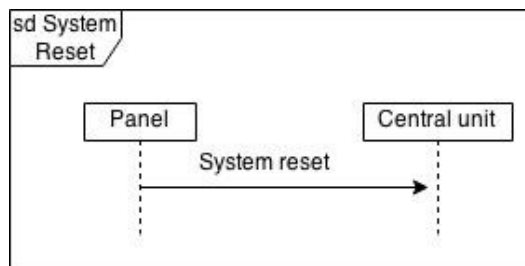 sd System
Reset
Panel
Central unit
System reset